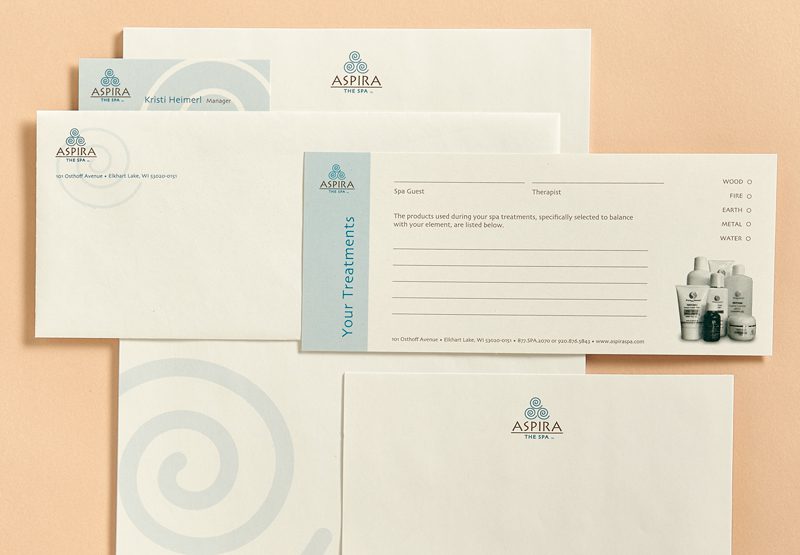 ASPIRA
THE SPA
ASPIRA
THE SPA
Kristi Heimerl Manager
ASPIRA
THE SPA
101 Osthoff Avenue • Elkhart Lake, WI 53020-0151
ASPIRA
THE SPA
Your Treatments
Spa Guest
Therapist
The products used during your spa treatments, specifically selected to balance
with your element, are listed below.
WOOD
FIRE
EARTH
METAL
WATER
101 Osthoff Avenue • Elkhart Lake, WI 53020-0151 • 877.SPA.2070 or 920.876.5843 • www.aspiraspa.com
ASPIRA
THE SPA